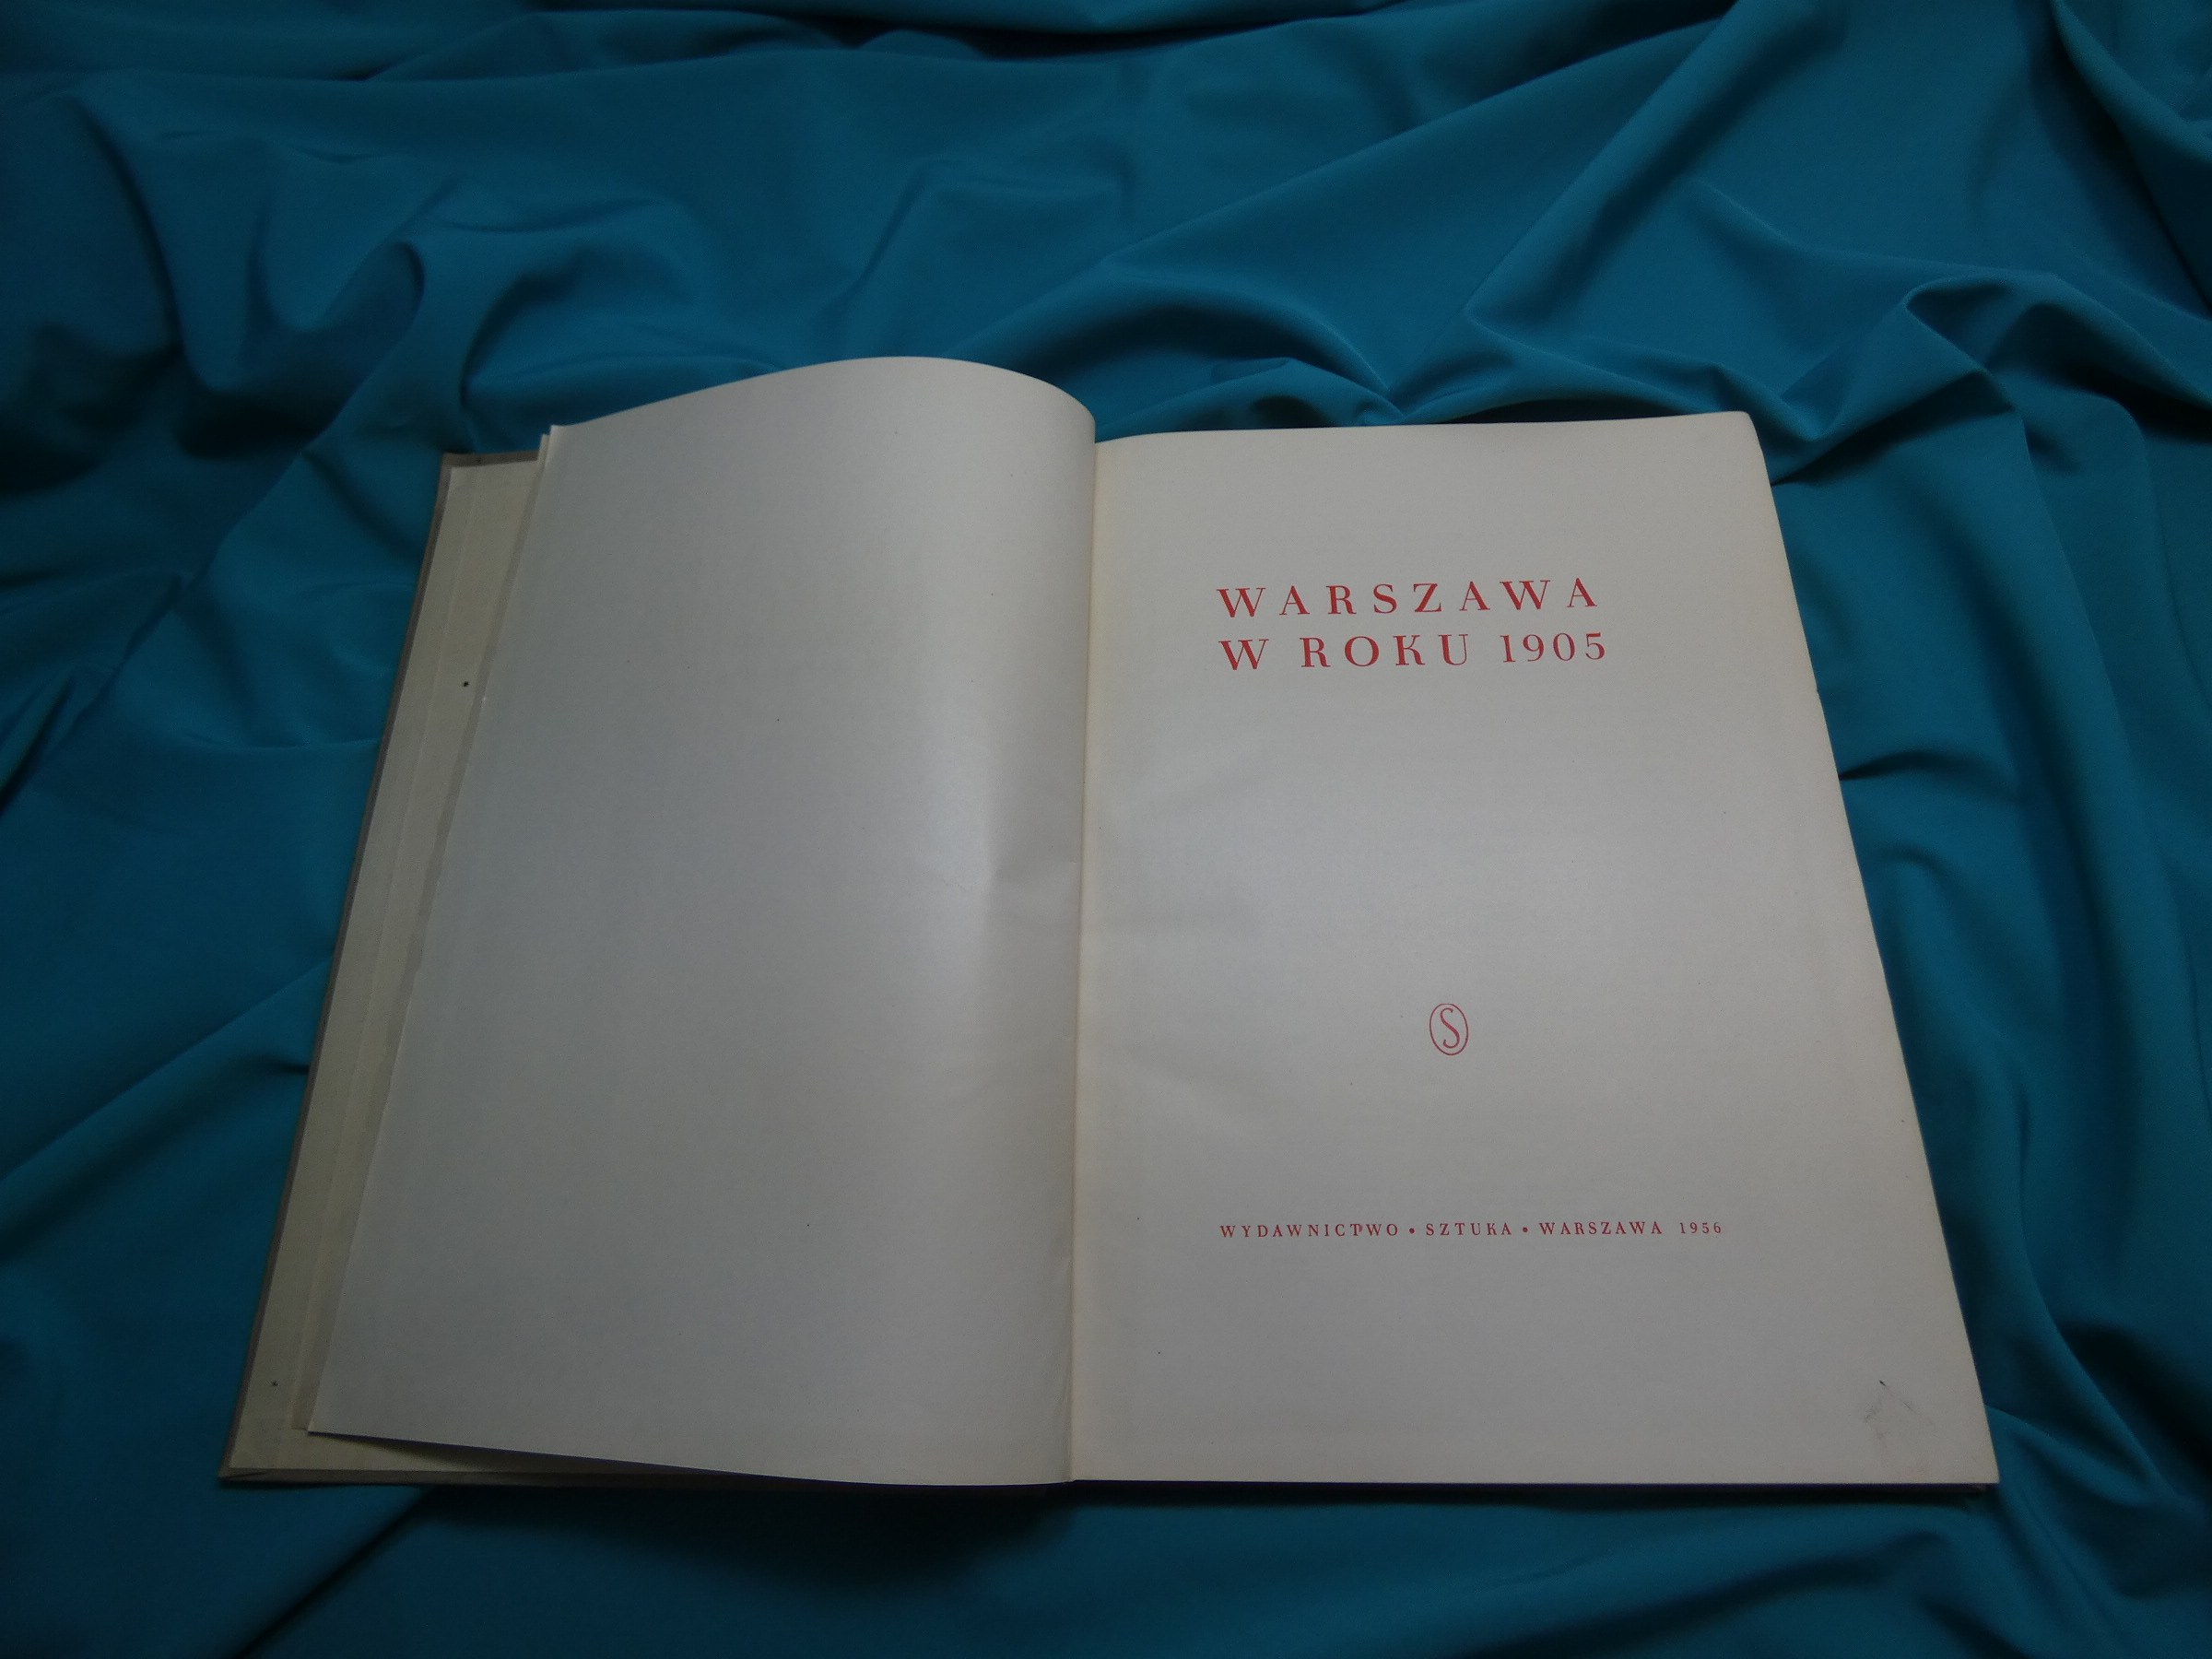 WARSZAWA
W ROKU 1905
S
WYDAWNICTWO • SZTUKA • WARSZAWA 1956